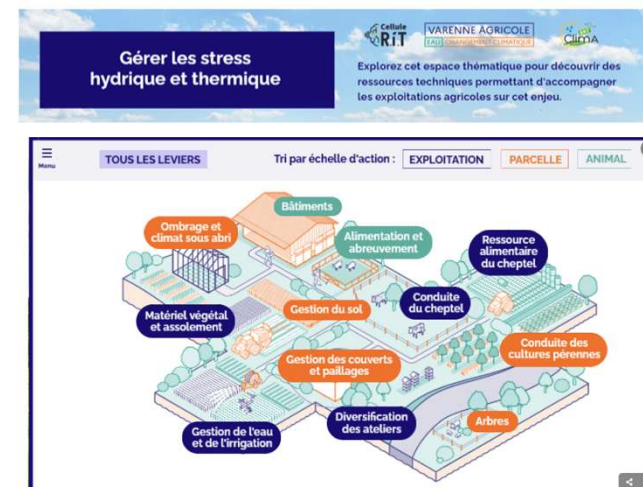 Gérer les stress
hydrique et thermique
Cellule
R.I.T
VARENNE AGRICOLE
EAU CHANGEMENT CLIMATIQUE
ClimA
Explorez cet espace thématique pour découvrir des
ressources techniques permettant d'accompagner
les exploitations agricoles sur cet enjeu.
Menu
TOUS LES LEVIERS
Tri par échelle d'action :
EXPLOITATION
PARCELLE
ANIMAL
Bâtiments
Ombrage et
climat sous abri
Alimentation et
abreuvement
Ressource
alimentaire
du cheptel
Matériel végétal
et assolement
Gestion du sol
Conduite
du cheptel
Gestion des couverts
et paillages
Conduite des
cultures pérennes
Gestion de l'eau
et de l'irrigation
Diversification
des ateliers
Arbres